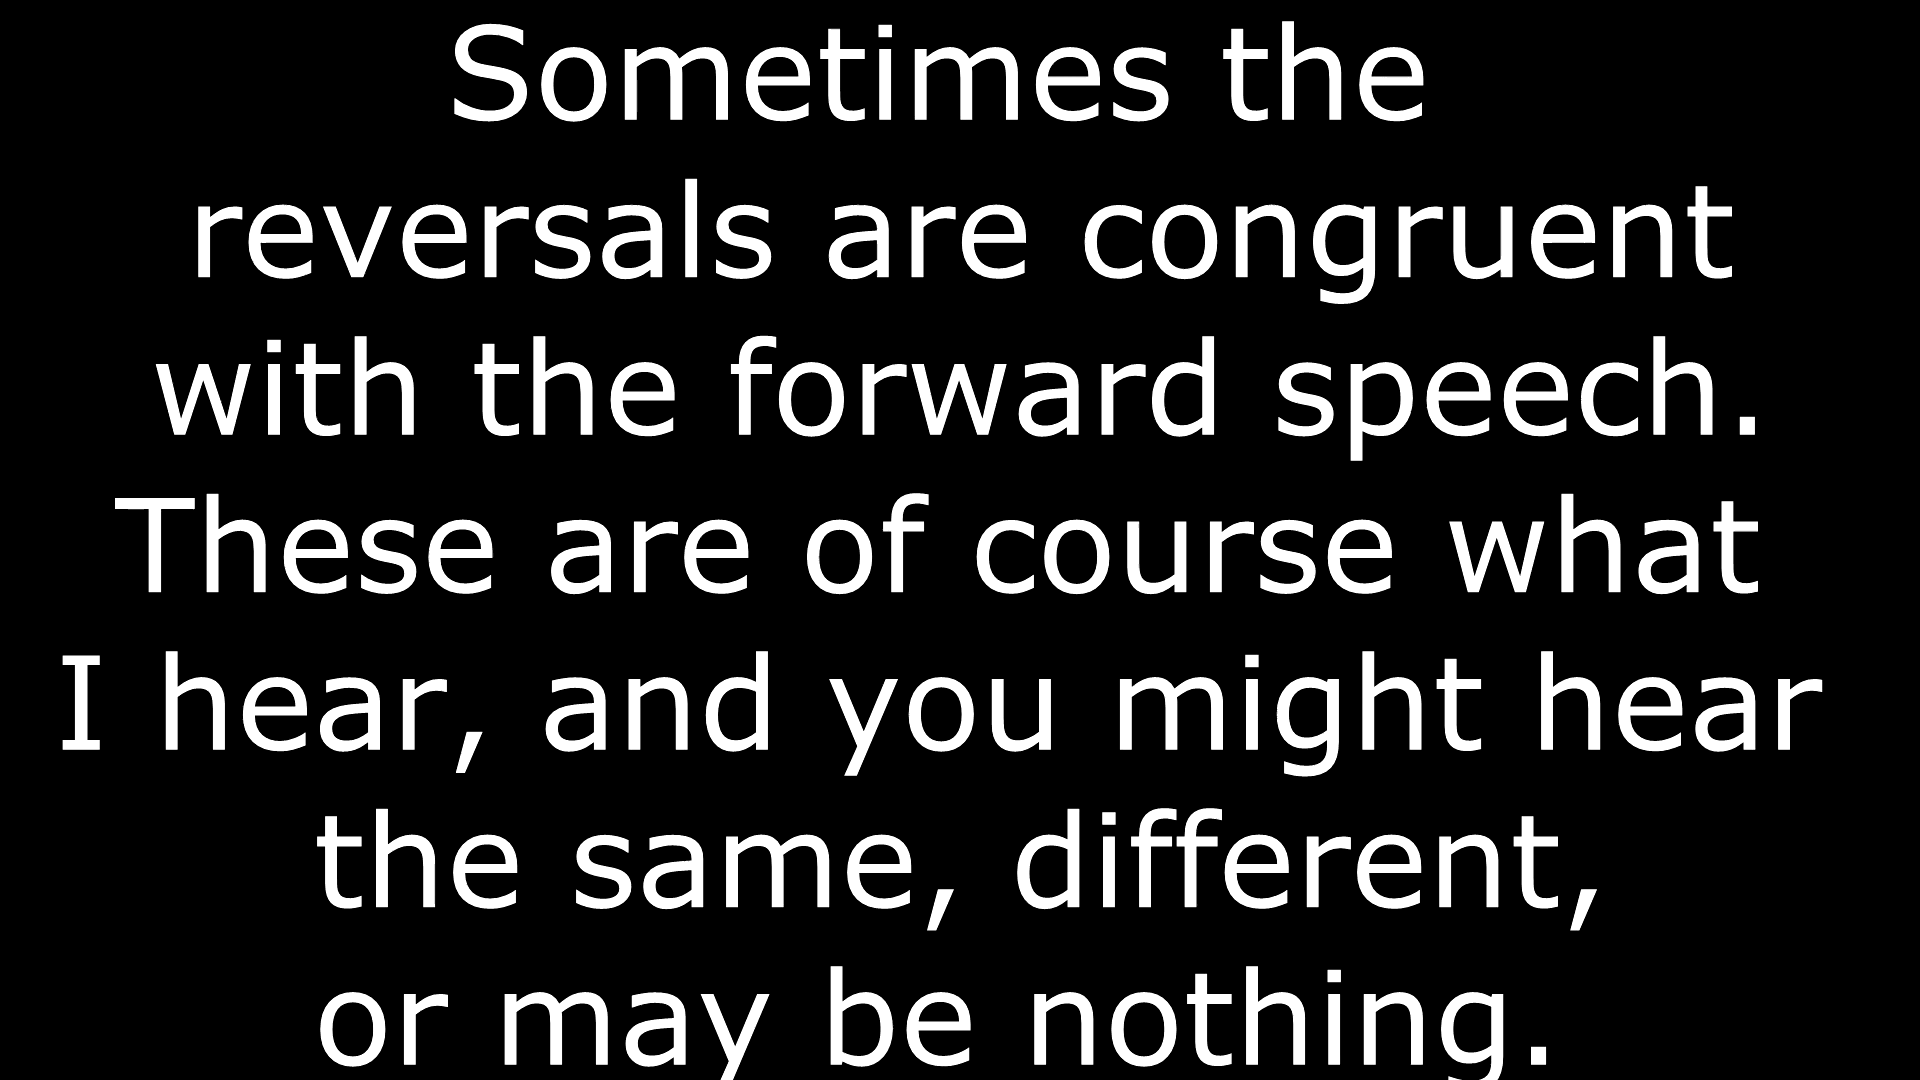 Sometimes the
reversals are congruent
with the forward speech.
These are of course what
I hear, and you might hear
the same, different,
or may be nothing.